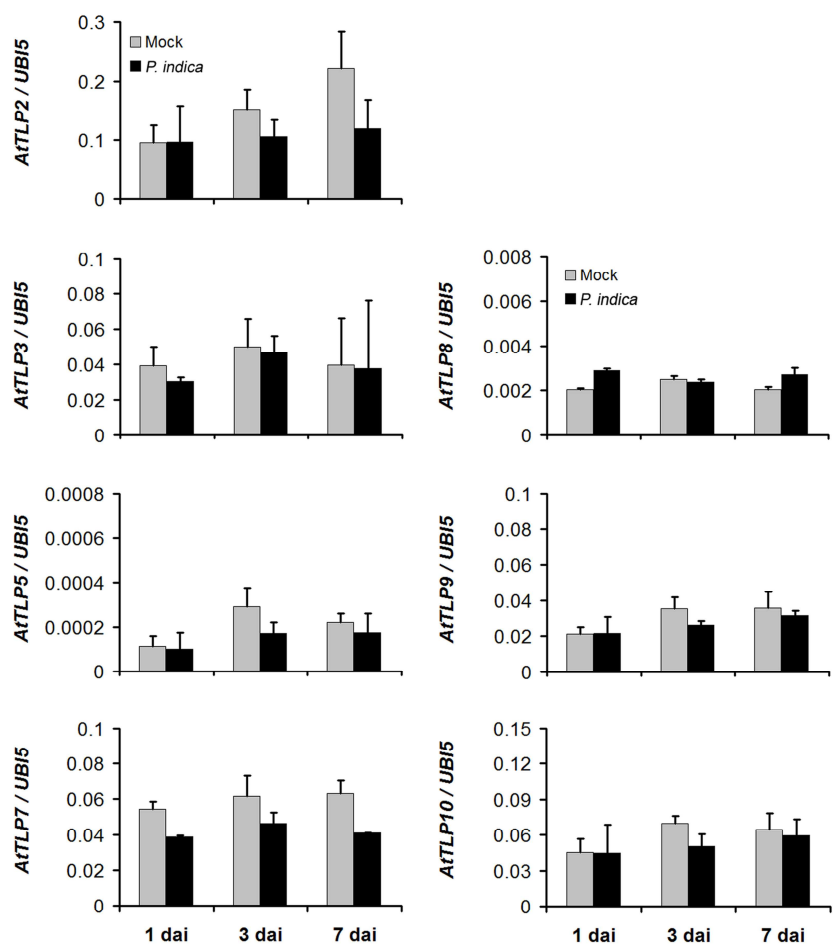 AtTLP2 / UBI5
0.3
0.2
0.1
0
Mock
P. indica
AtTLP3 / UBI5
0.1
0.08
0.06
0.04
0.02
0
AtTLP8 / UBI5
0.008
0.006
0.004
0.002
0
Mock
P. indica
AtTLP5 / UBI5
0.0008
0.0006
0.0004
0.0002
0
AtTLP9 / UBI5
0.1
0.08
0.06
0.04
0.02
0
AtTLP7 / UBI5
0.1
0.08
0.06
0.04
0.02
0
1 dai 3 dai 7 dai
AtTLP10 / UBI5
0.15
0.12
0.09
0.06
0.03
0
1 dai 3 dai 7 dai